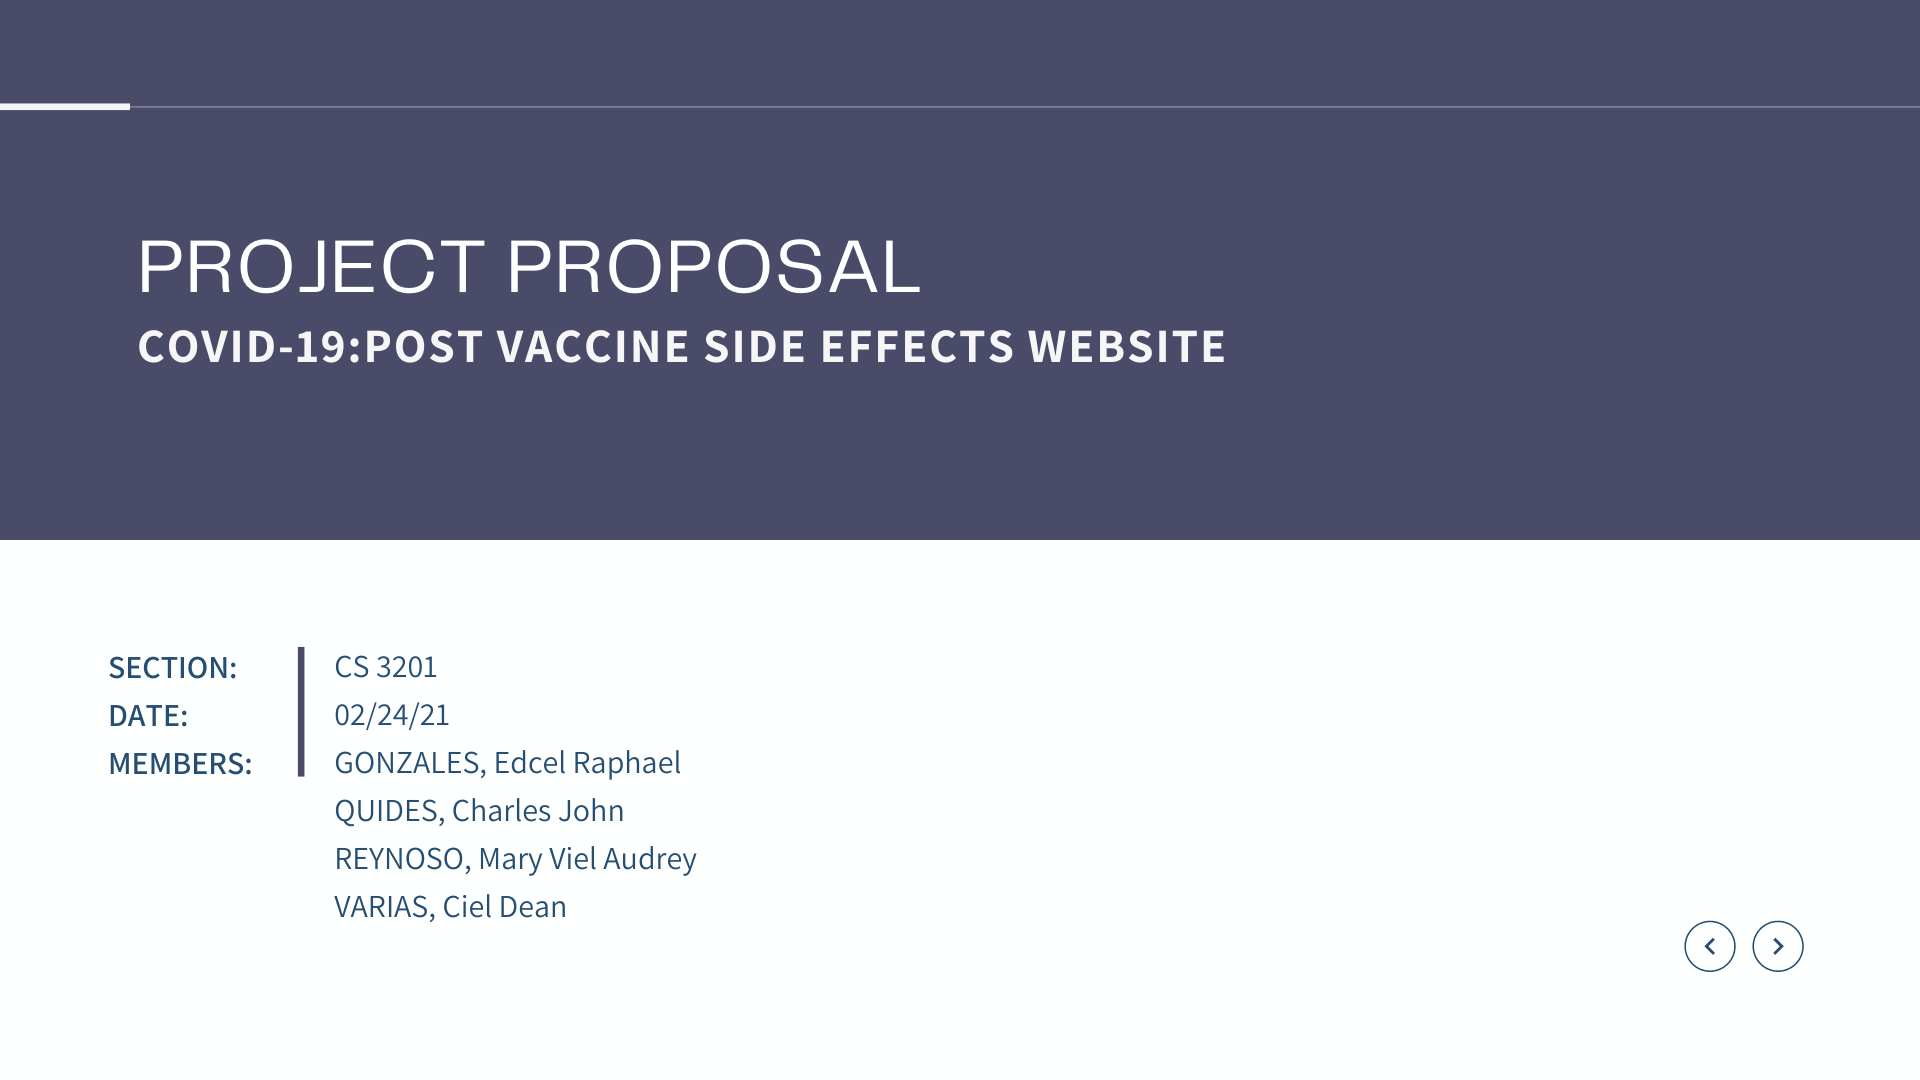 PROJECT PROPOSAL
COVID-19:POST VACCINE SIDE EFFECTS WEBSITE
SECTION: CS 3201
DATE: 02/24/21
MEMBERS: GONZALES, Edcel Raphael
QUIDES, Charles John
REYNOSO, Mary Viel Audrey
VARIAS, Ciel Dean